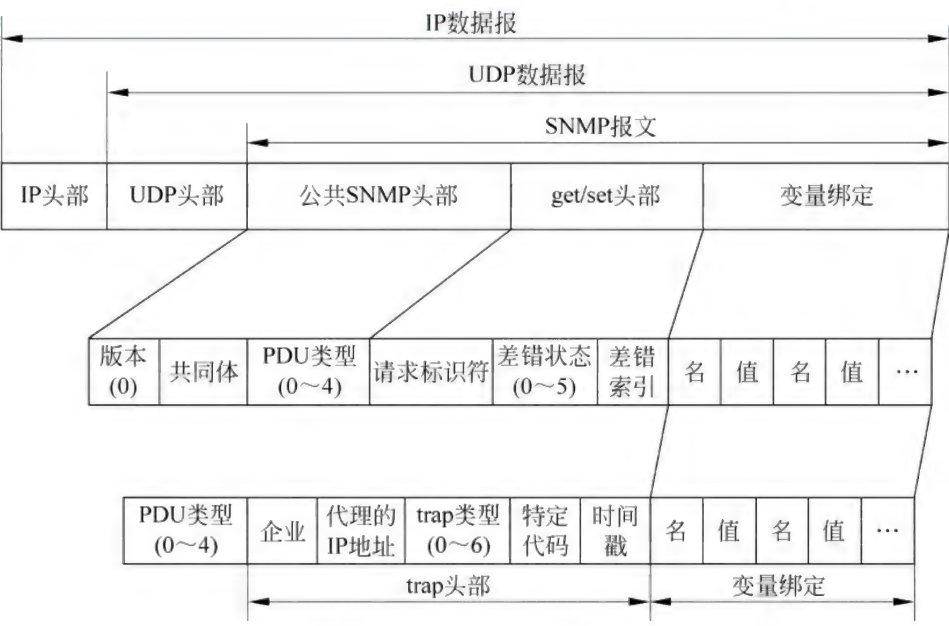 IP数据报
UDP数据报
SNMP报文
IP头部 UDP头部 公共SNMP头部 get/set头部 变量绑定
版本
(0)
共同体
PDU类型
(0～4)
请求标识符
差错状态
(0～5)
差错
索引
名 值 名 值 …
PDU类型
(0～4)
企业
代理的
IP地址
trap类型
(0～6)
特定
代码
时间
戳
名 值 名 值 …
trap头部 变量绑定